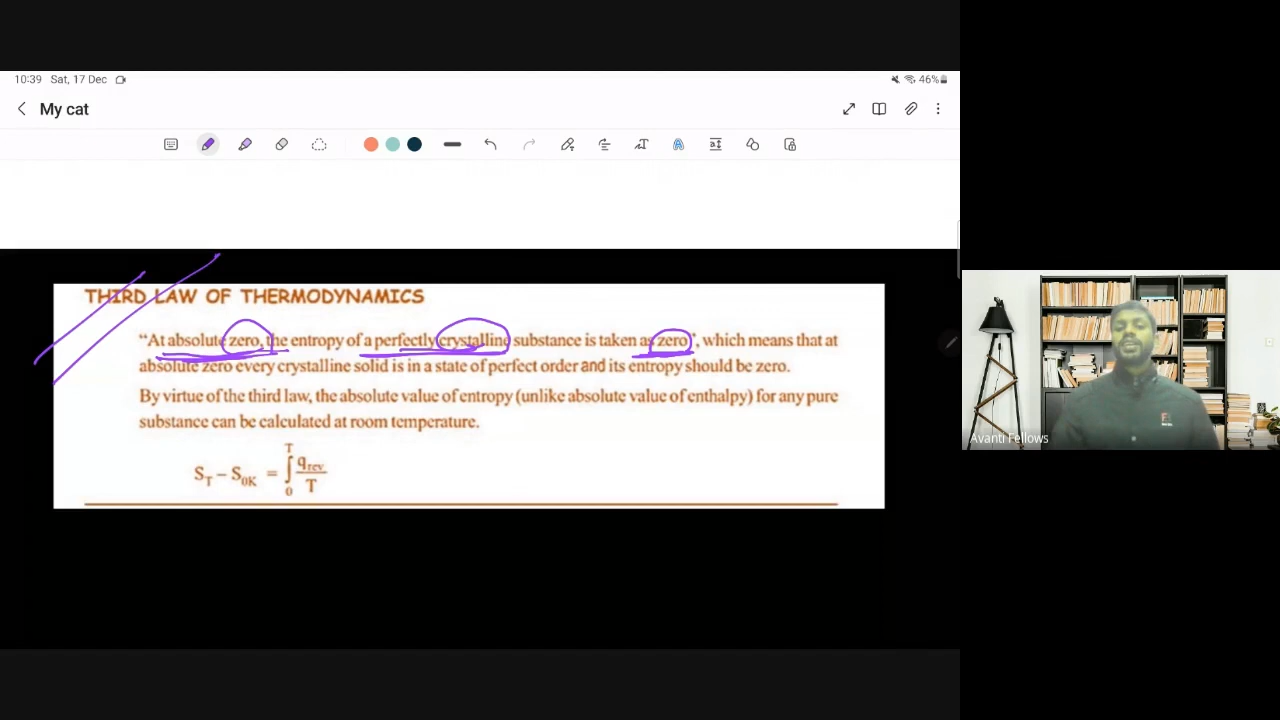 10:39 Sat, 17 Dec
46%
My cat
THIRD LAW OF THERMODYNAMICS
“At absolute zero, the entropy of a perfectly crystalline substance is taken as zero”, which means that at
absolute zero every crystalline solid is in a state of perfect order and its entropy should be zero.
By virtue of the third law, the absolute value of entropy (unlike absolute value of enthalpy) for any pure
substance can be calculated at room temperature.
S_T – S_0K = ∫_0^T q_rev/T
Avanti Fellows